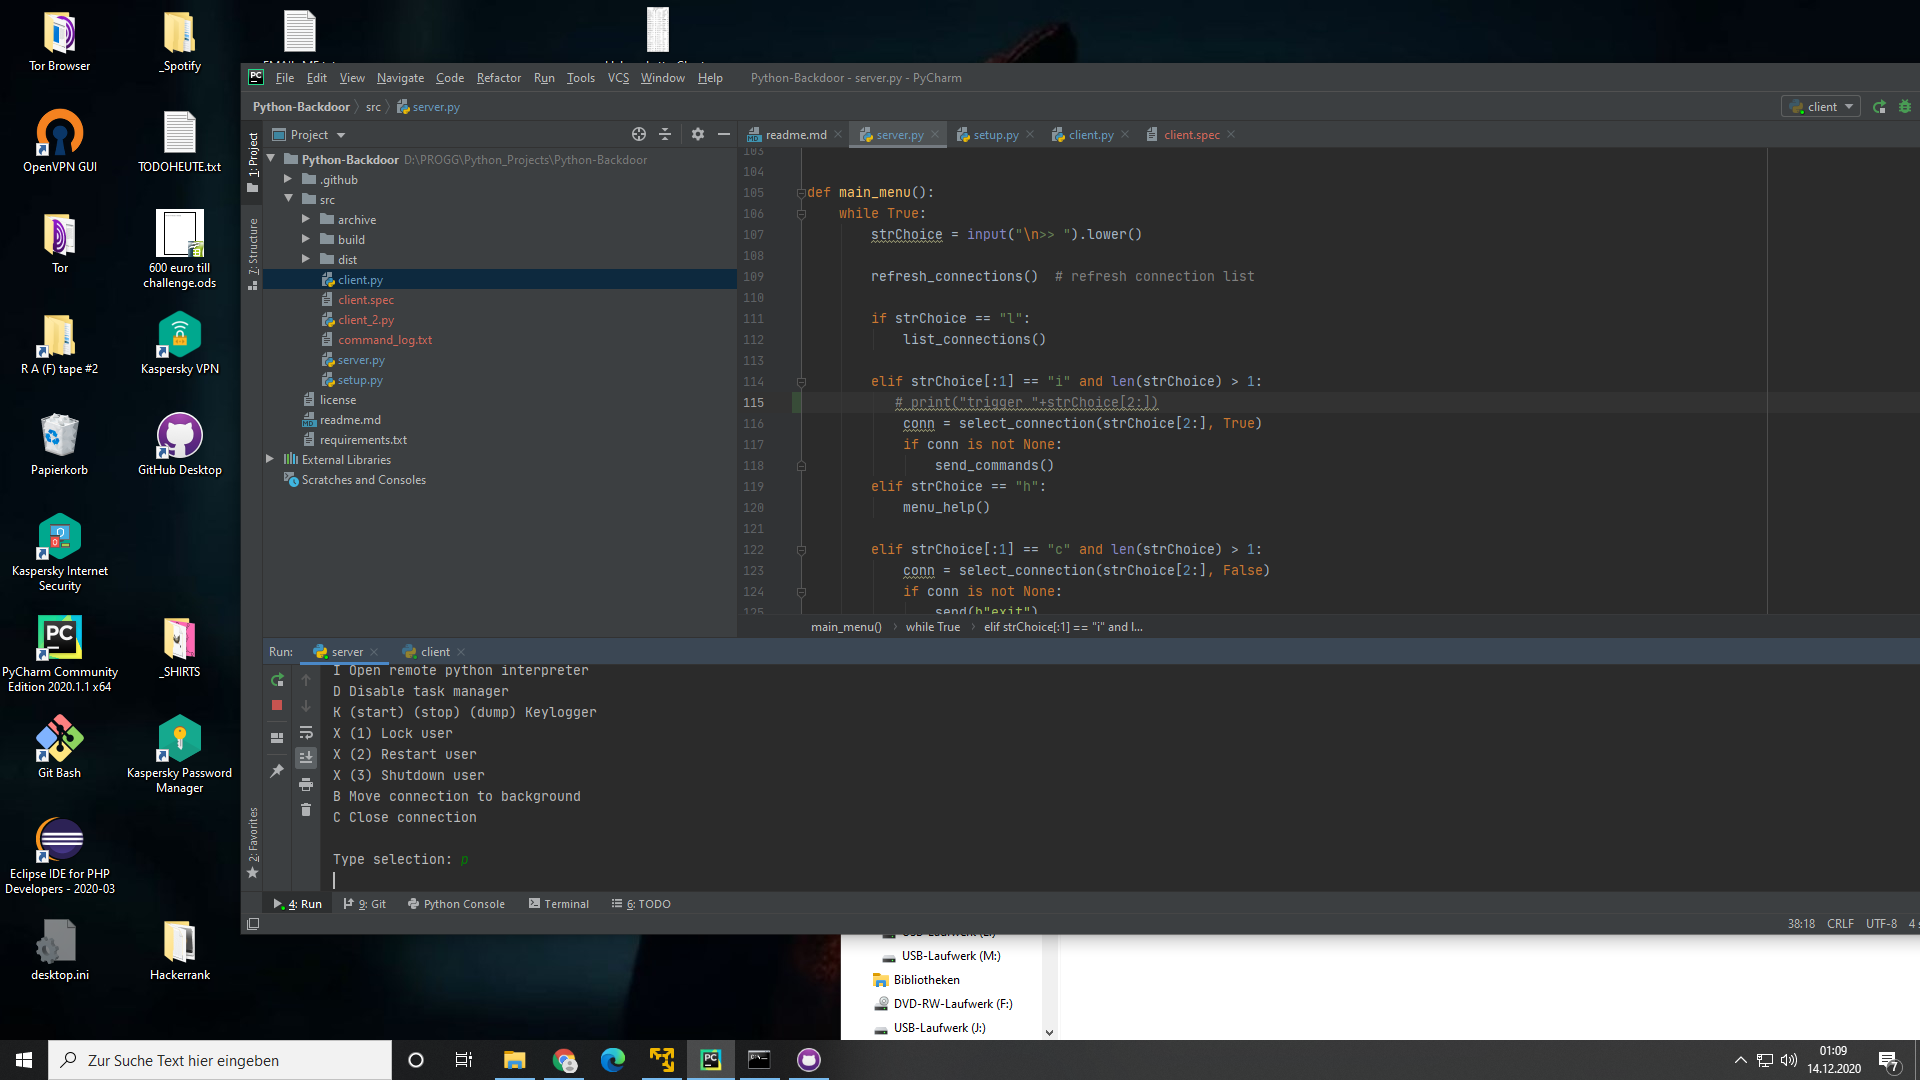 Tor Browser
_Spotify
OpenVPN GUI
TODOHEUTE.txt
Tor
600 euro till
challenge.ods
R A (F) tape #2
Kaspersky VPN
Papierkorb
GitHub Desktop
Kaspersky Internet
Security
PyCharm Community
Edition 2020.1.1 x64
_SHIRTS
Git Bash
Kaspersky Password
Manager
Eclipse IDE for PHP
Developers - 2020-03
desktop.ini
Hackerrank
PC File Edit View Navigate Code Refactor Run Tools VCS Window Help Python-Backdoor - server.py - PyCharm
Python-Backdoor src server.py
client
1: Project
7: Structure
2: Favorites
Project
Python-Backdoor D:\PROGG\Python_Projects\Python-Backdoor
.github
src
archive
build
dist
client.py
client.spec
client_2.py
command_log.txt
server.py
setup.py
license
readme.md
requirements.txt
External Libraries
Scratches and Consoles
readme.md server.py setup.py client.py client.spec
103
104
105 def main_menu():
106 while True:
107 strChoice = input("\n>> ").lower()
108
109 refresh_connections() # refresh connection list
110
111 if strChoice == "l":
112 list_connections()
113
114 elif strChoice[:1] == "i" and len(strChoice) > 1:
115 # print("trigger "+strChoice[2:])
116 conn = select_connection(strChoice[2:], True)
117 if conn is not None:
118 send_commands()
119 elif strChoice == "h":
120 menu_help()
121
122 elif strChoice[:1] == "c" and len(strChoice) > 1:
123 conn = select_connection(strChoice[2:], False)
124 if conn is not None:
125 send(b"exit")
main_menu() while True elif strChoice[:1] == "i" and l...
Run: server client
I Open remote python interpreter
D Disable task manager
K (start) (stop) (dump) Keylogger
X (1) Lock user
X (2) Restart user
X (3) Shutdown user
B Move connection to background
C Close connection
Type selection: p
4: Run 9: Git Python Console Terminal 6: TODO
38:18 CRLF UTF-8 4 s
USB-Laufwerk (M:)
Bibliotheken
DVD-RW-Laufwerk (F:)
USB-Laufwerk (J:)
Zur Suche Text hier eingeben
01:09
14.12.2020
7